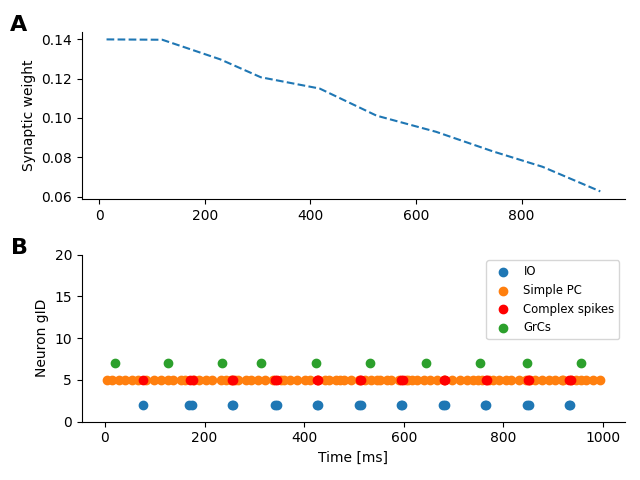 A
Synaptic weight
0.14
0.12
0.10
0.08
0.06
0 200 400 600 800
B
Neuron gID
20
15
10
5
0
IO
Simple PC
Complex spikes
GrCs
0 200 400 600 800 1000
Time [ms]